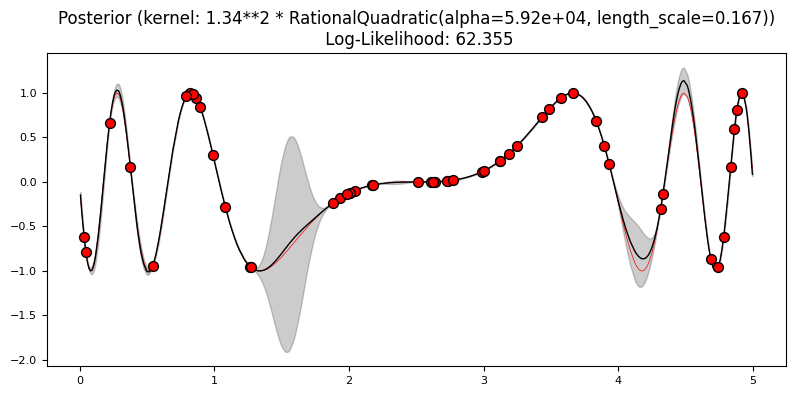 Posterior (kernel: 1.34**2 * RationalQuadratic(alpha=5.92e+04, length_scale=0.167))
Log-Likelihood: 62.355
1.0
0.5
0.0
−0.5
−1.0
−1.5
−2.0
0 1 2 3 4 5